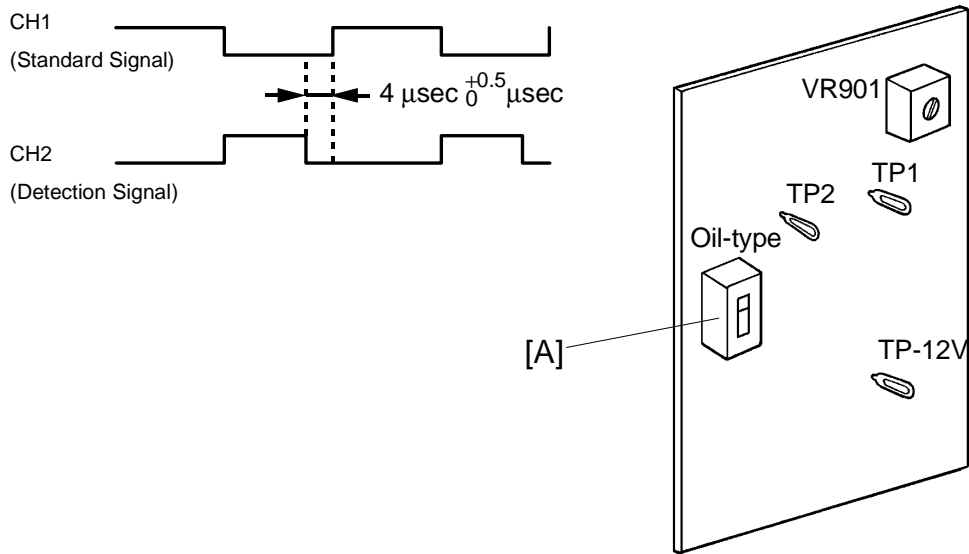 CH1
(Standard Signal)
4 μsec +0.5 0 μsec
CH2
(Detection Signal)
VR901
TP1
TP2
Oil-type
[A]
TP-12V